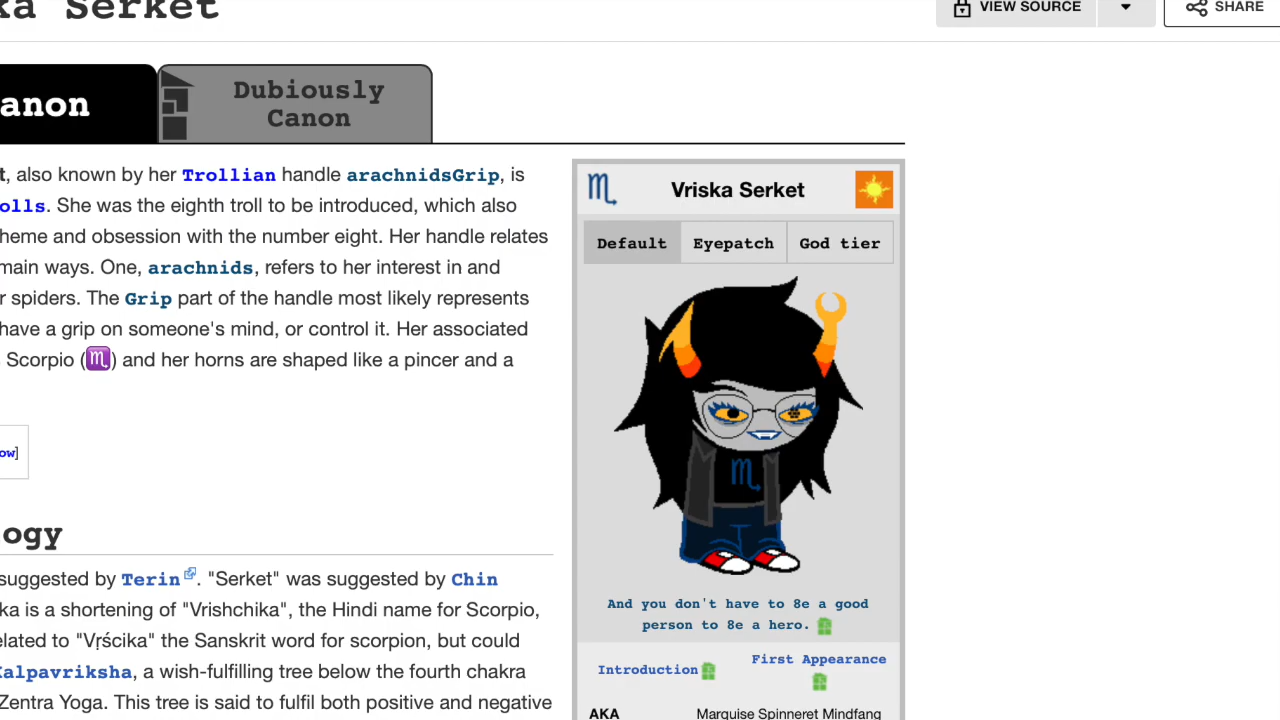 ka Serket
VIEW SOURCE
SHARE
anon
Dubiously
Canon
t, also known by her Trollian handle arachnidsGrip, is
olls. She was the eighth troll to be introduced, which also
heme and obsession with the number eight. Her handle relates
main ways. One, arachnids, refers to her interest in and
r spiders. The Grip part of the handle most likely represents
have a grip on someone's mind, or control it. Her associated
Scorpio (♏) and her horns are shaped like a pincer and a
ow]
logy
suggested by Terin. "Serket" was suggested by Chin
ka is a shortening of "Vrishchika", the Hindi name for Scorpio,
elated to "Vṛścika" the Sanskrit word for scorpion, but could
Kalpavriksha, a wish-fulfilling tree below the fourth chakra
Zentra Yoga. This tree is said to fulfil both positive and negative
Vriska Serket
Default
Eyepatch
God tier
And you don't have to 8e a good
person to 8e a hero.
Introduction
First Appearance
AKA
Marquise Spinneret Mindfang